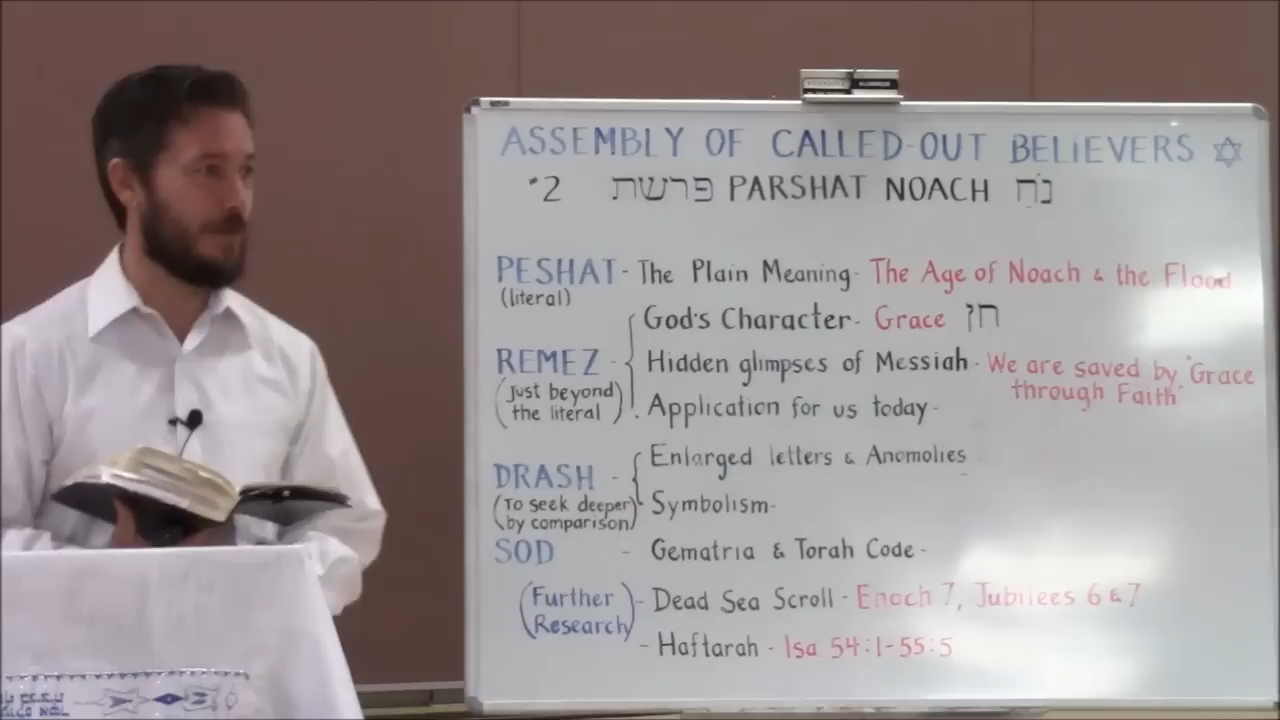 ASSEMBLY OF CALLED-OUT BELIEVERS
*2 פרשת PARSHAT NOACH נֹחַ
PESHAT - The Plain Meaning - The Age of Noach & the Flood
(literal)
God's Character - Grace חן
REMEZ - Hidden glimpses of Messiah - We are saved by "Grace
through Faith"
(Just beyond
the literal)
Application for us today -
Enlarged letters & Anomolies
DRASH -
(To seek deeper
by comparison)
Symbolism -
SOD - Gematria & Torah Code -
(Further
Research)
- Dead Sea Scroll - Enoch 7, Jubilees 6 & 7
- Haftarah - Isa 54:1-55:5